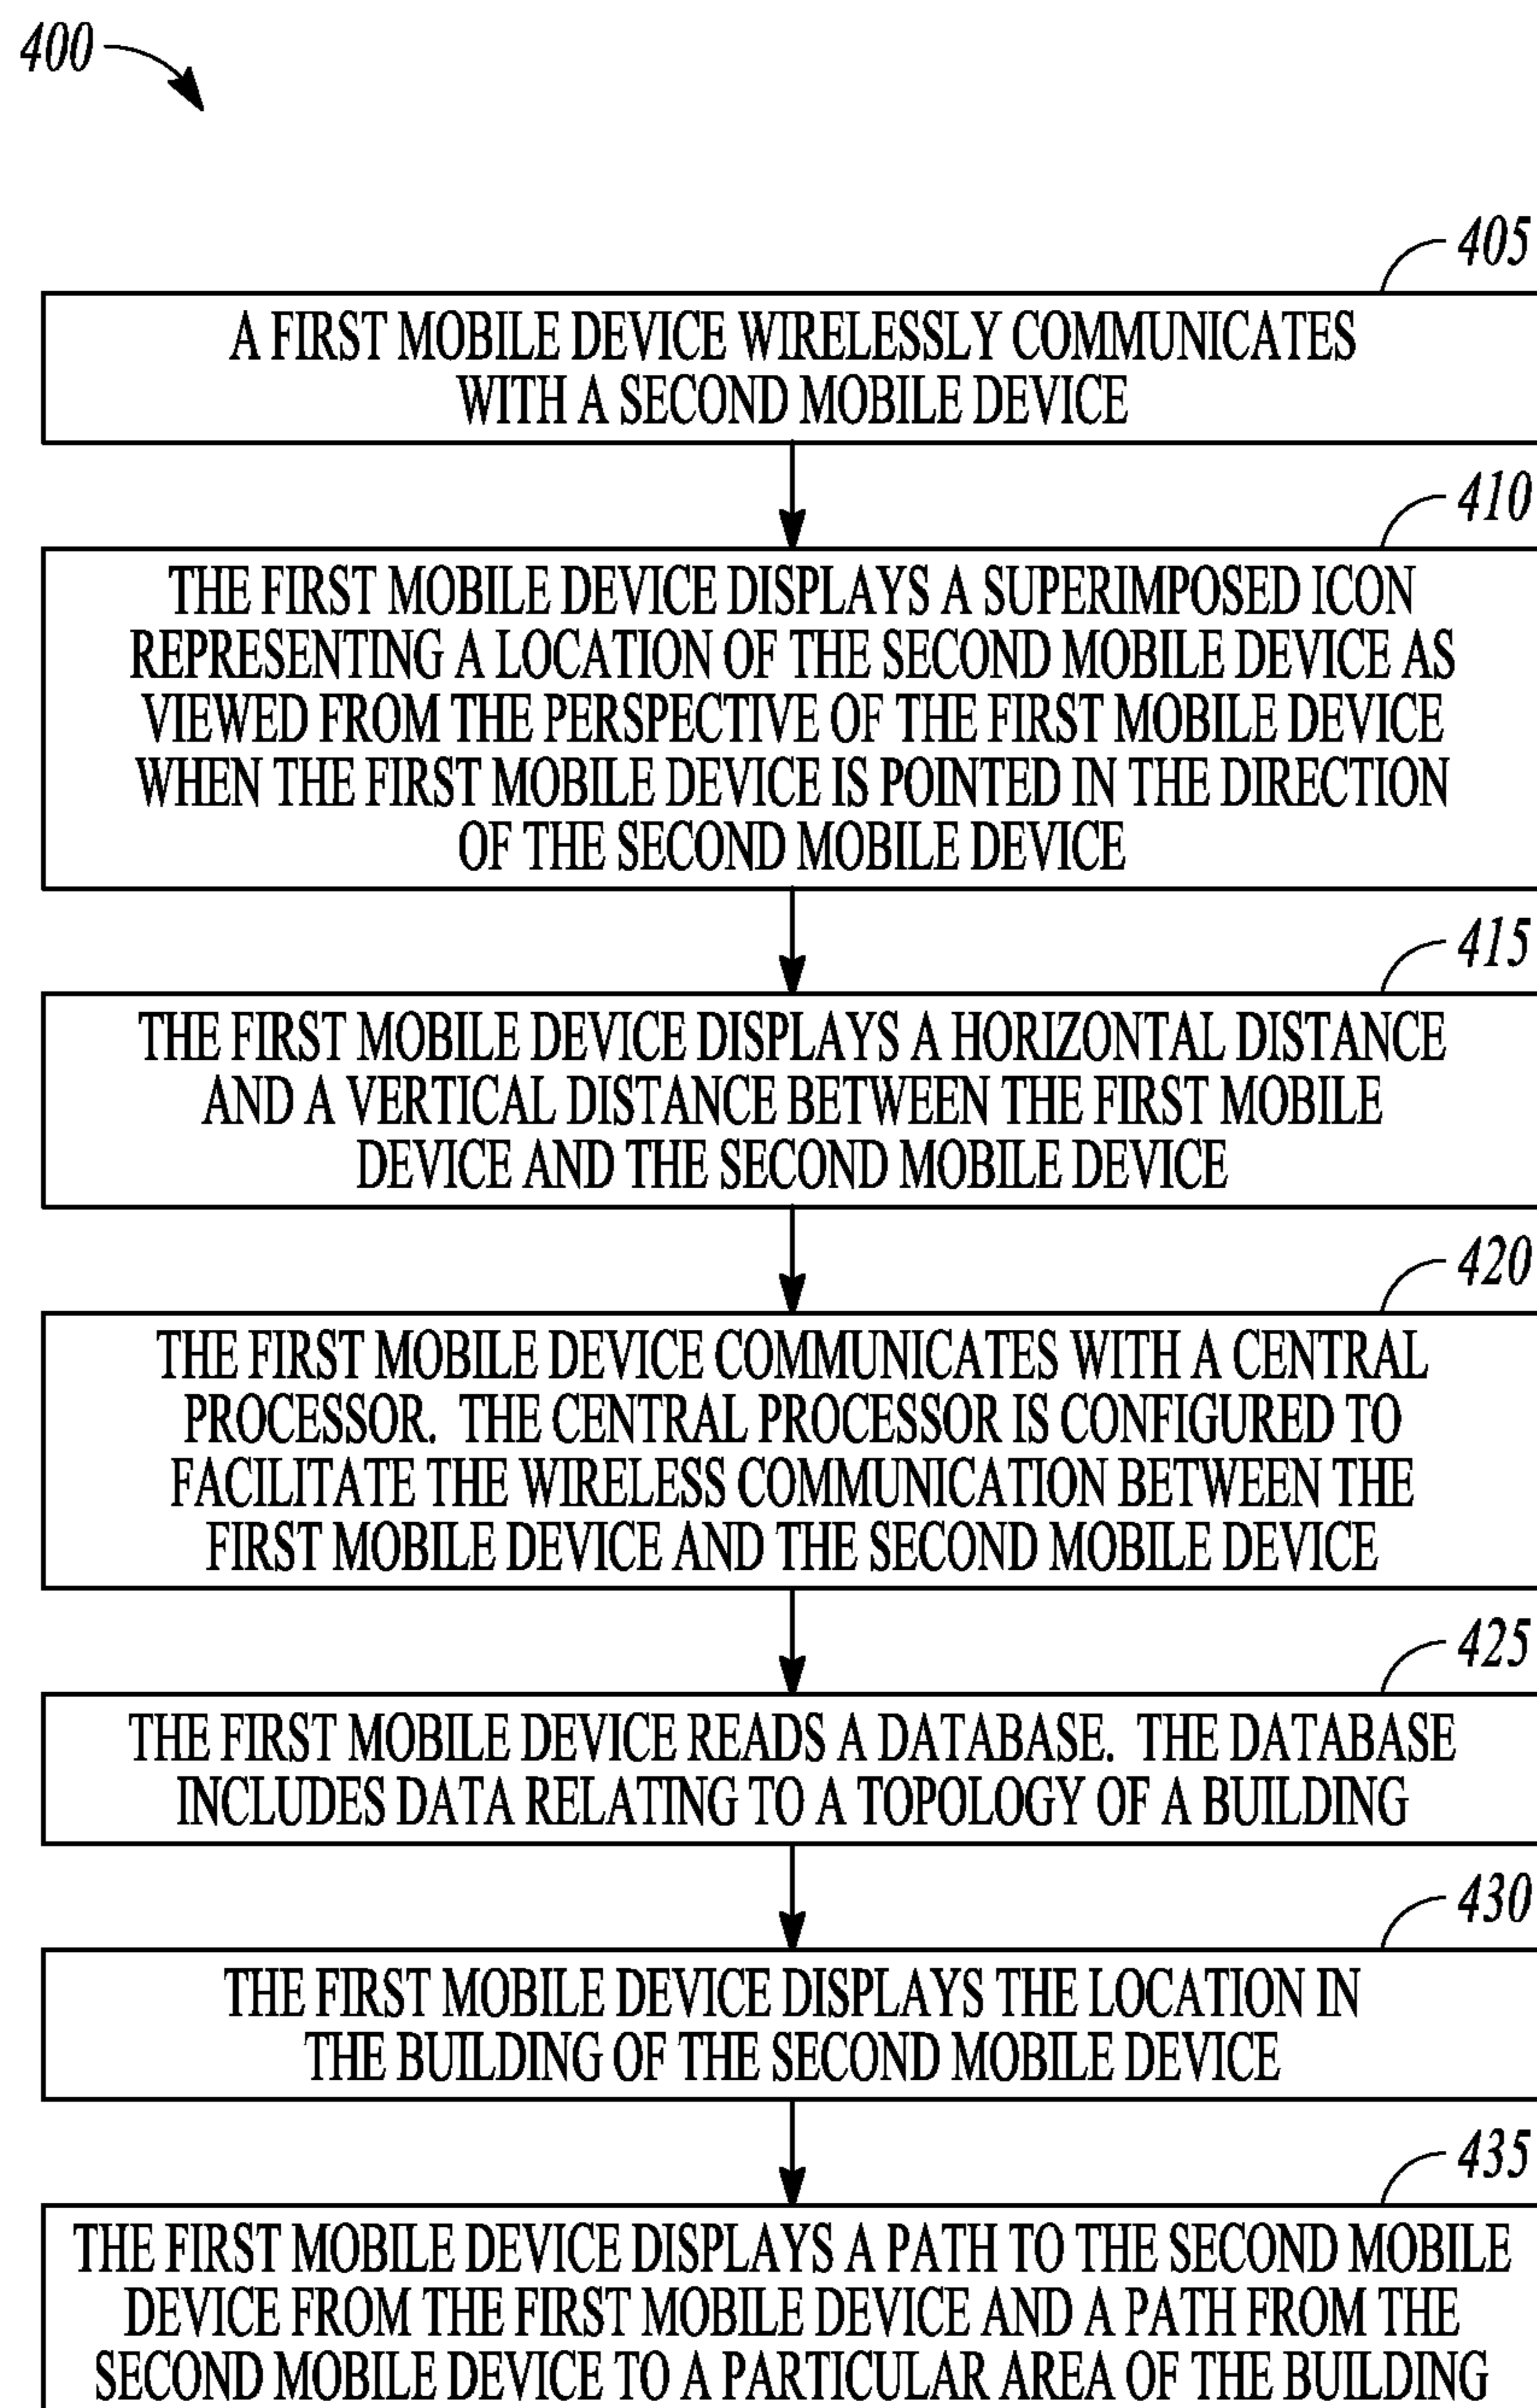 400
405
A FIRST MOBILE DEVICE WIRELESSLY COMMUNICATES
WITH A SECOND MOBILE DEVICE
410
THE FIRST MOBILE DEVICE DISPLAYS A SUPERIMPOSED ICON
REPRESENTING A LOCATION OF THE SECOND MOBILE DEVICE AS
VIEWED FROM THE PERSPECTIVE OF THE FIRST MOBILE DEVICE
WHEN THE FIRST MOBILE DEVICE IS POINTED IN THE DIRECTION
OF THE SECOND MOBILE DEVICE
415
THE FIRST MOBILE DEVICE DISPLAYS A HORIZONTAL DISTANCE
AND A VERTICAL DISTANCE BETWEEN THE FIRST MOBILE
DEVICE AND THE SECOND MOBILE DEVICE
420
THE FIRST MOBILE DEVICE COMMUNICATES WITH A CENTRAL
PROCESSOR. THE CENTRAL PROCESSOR IS CONFIGURED TO
FACILITATE THE WIRELESS COMMUNICATION BETWEEN THE
FIRST MOBILE DEVICE AND THE SECOND MOBILE DEVICE
425
THE FIRST MOBILE DEVICE READS A DATABASE. THE DATABASE
INCLUDES DATA RELATING TO A TOPOLOGY OF A BUILDING
430
THE FIRST MOBILE DEVICE DISPLAYS THE LOCATION IN
THE BUILDING OF THE SECOND MOBILE DEVICE
435
THE FIRST MOBILE DEVICE DISPLAYS A PATH TO THE SECOND MOBILE
DEVICE FROM THE FIRST MOBILE DEVICE AND A PATH FROM THE
SECOND MOBILE DEVICE TO A PARTICULAR AREA OF THE BUILDING